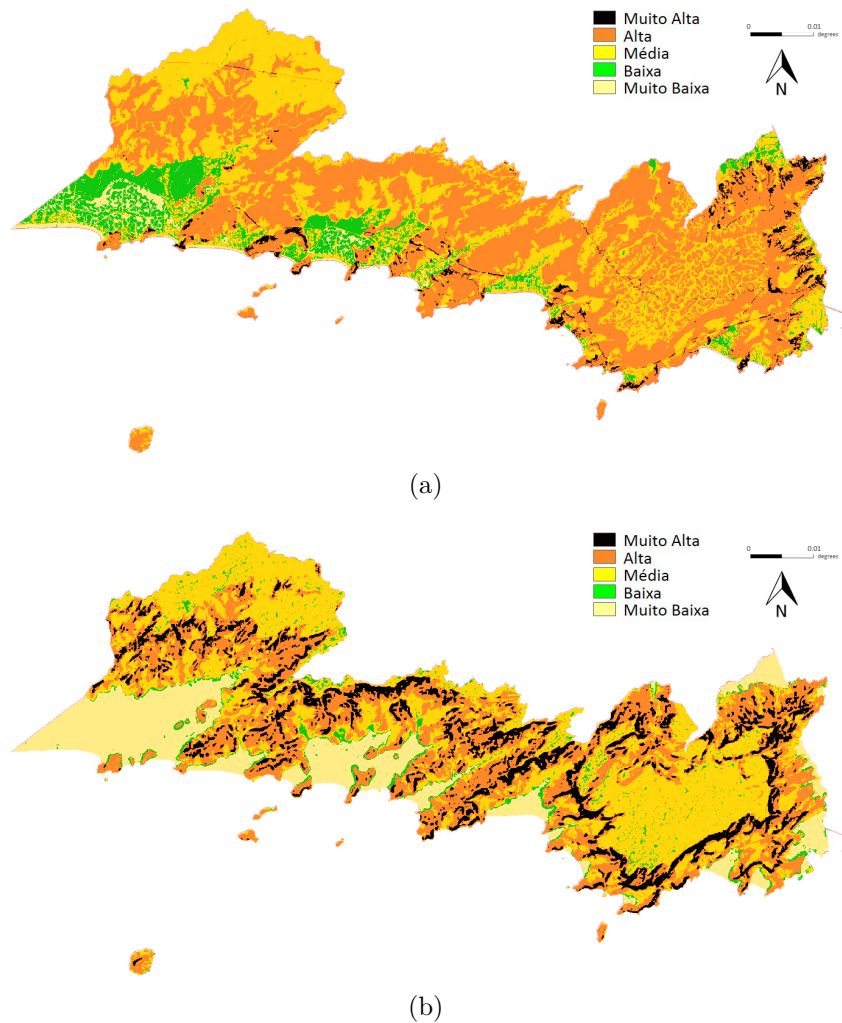 Muito Alta
Alta
Média
Baixa
Muito Baixa
0 0.01
degrees
N
(a)
Muito Alta
Alta
Média
Baixa
Muito Baixa
0 0.01
degrees
N
(b)